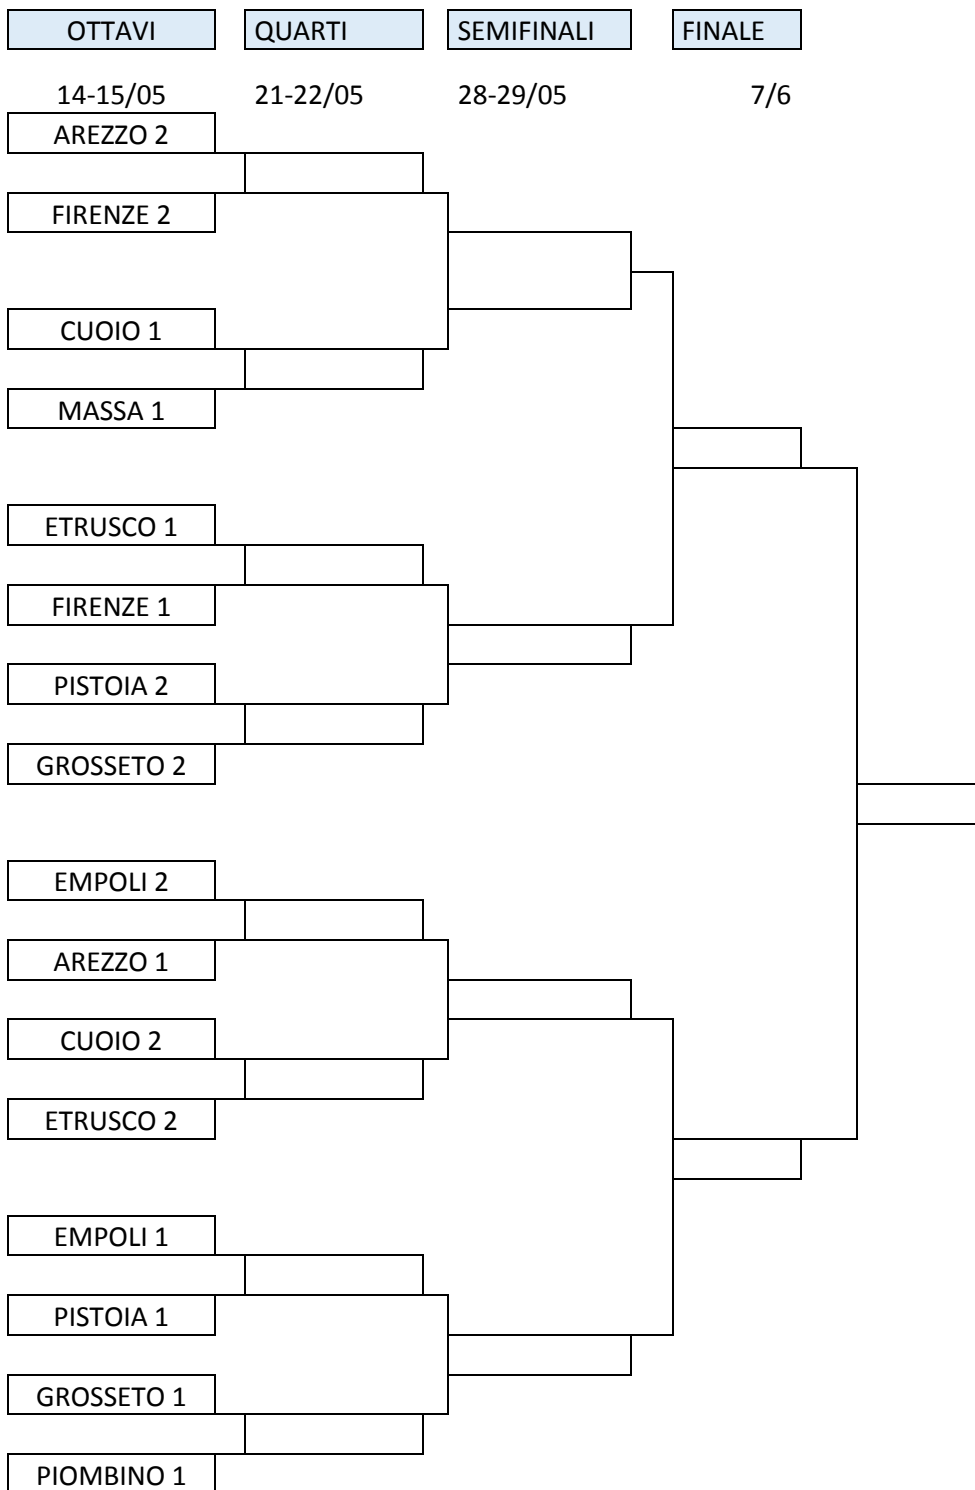 OTTAVI QUARTI SEMIFINALI FINALE
14-15/05 21-22/05 28-29/05 7/6
AREZZO 2
FIRENZE 2
CUOIO 1
MASSA 1
ETRUSCO 1
FIRENZE 1
PISTOIA 2
GROSSETO 2
EMPOLI 2
AREZZO 1
CUOIO 2
ETRUSCO 2
EMPOLI 1
PISTOIA 1
GROSSETO 1
PIOMBINO 1